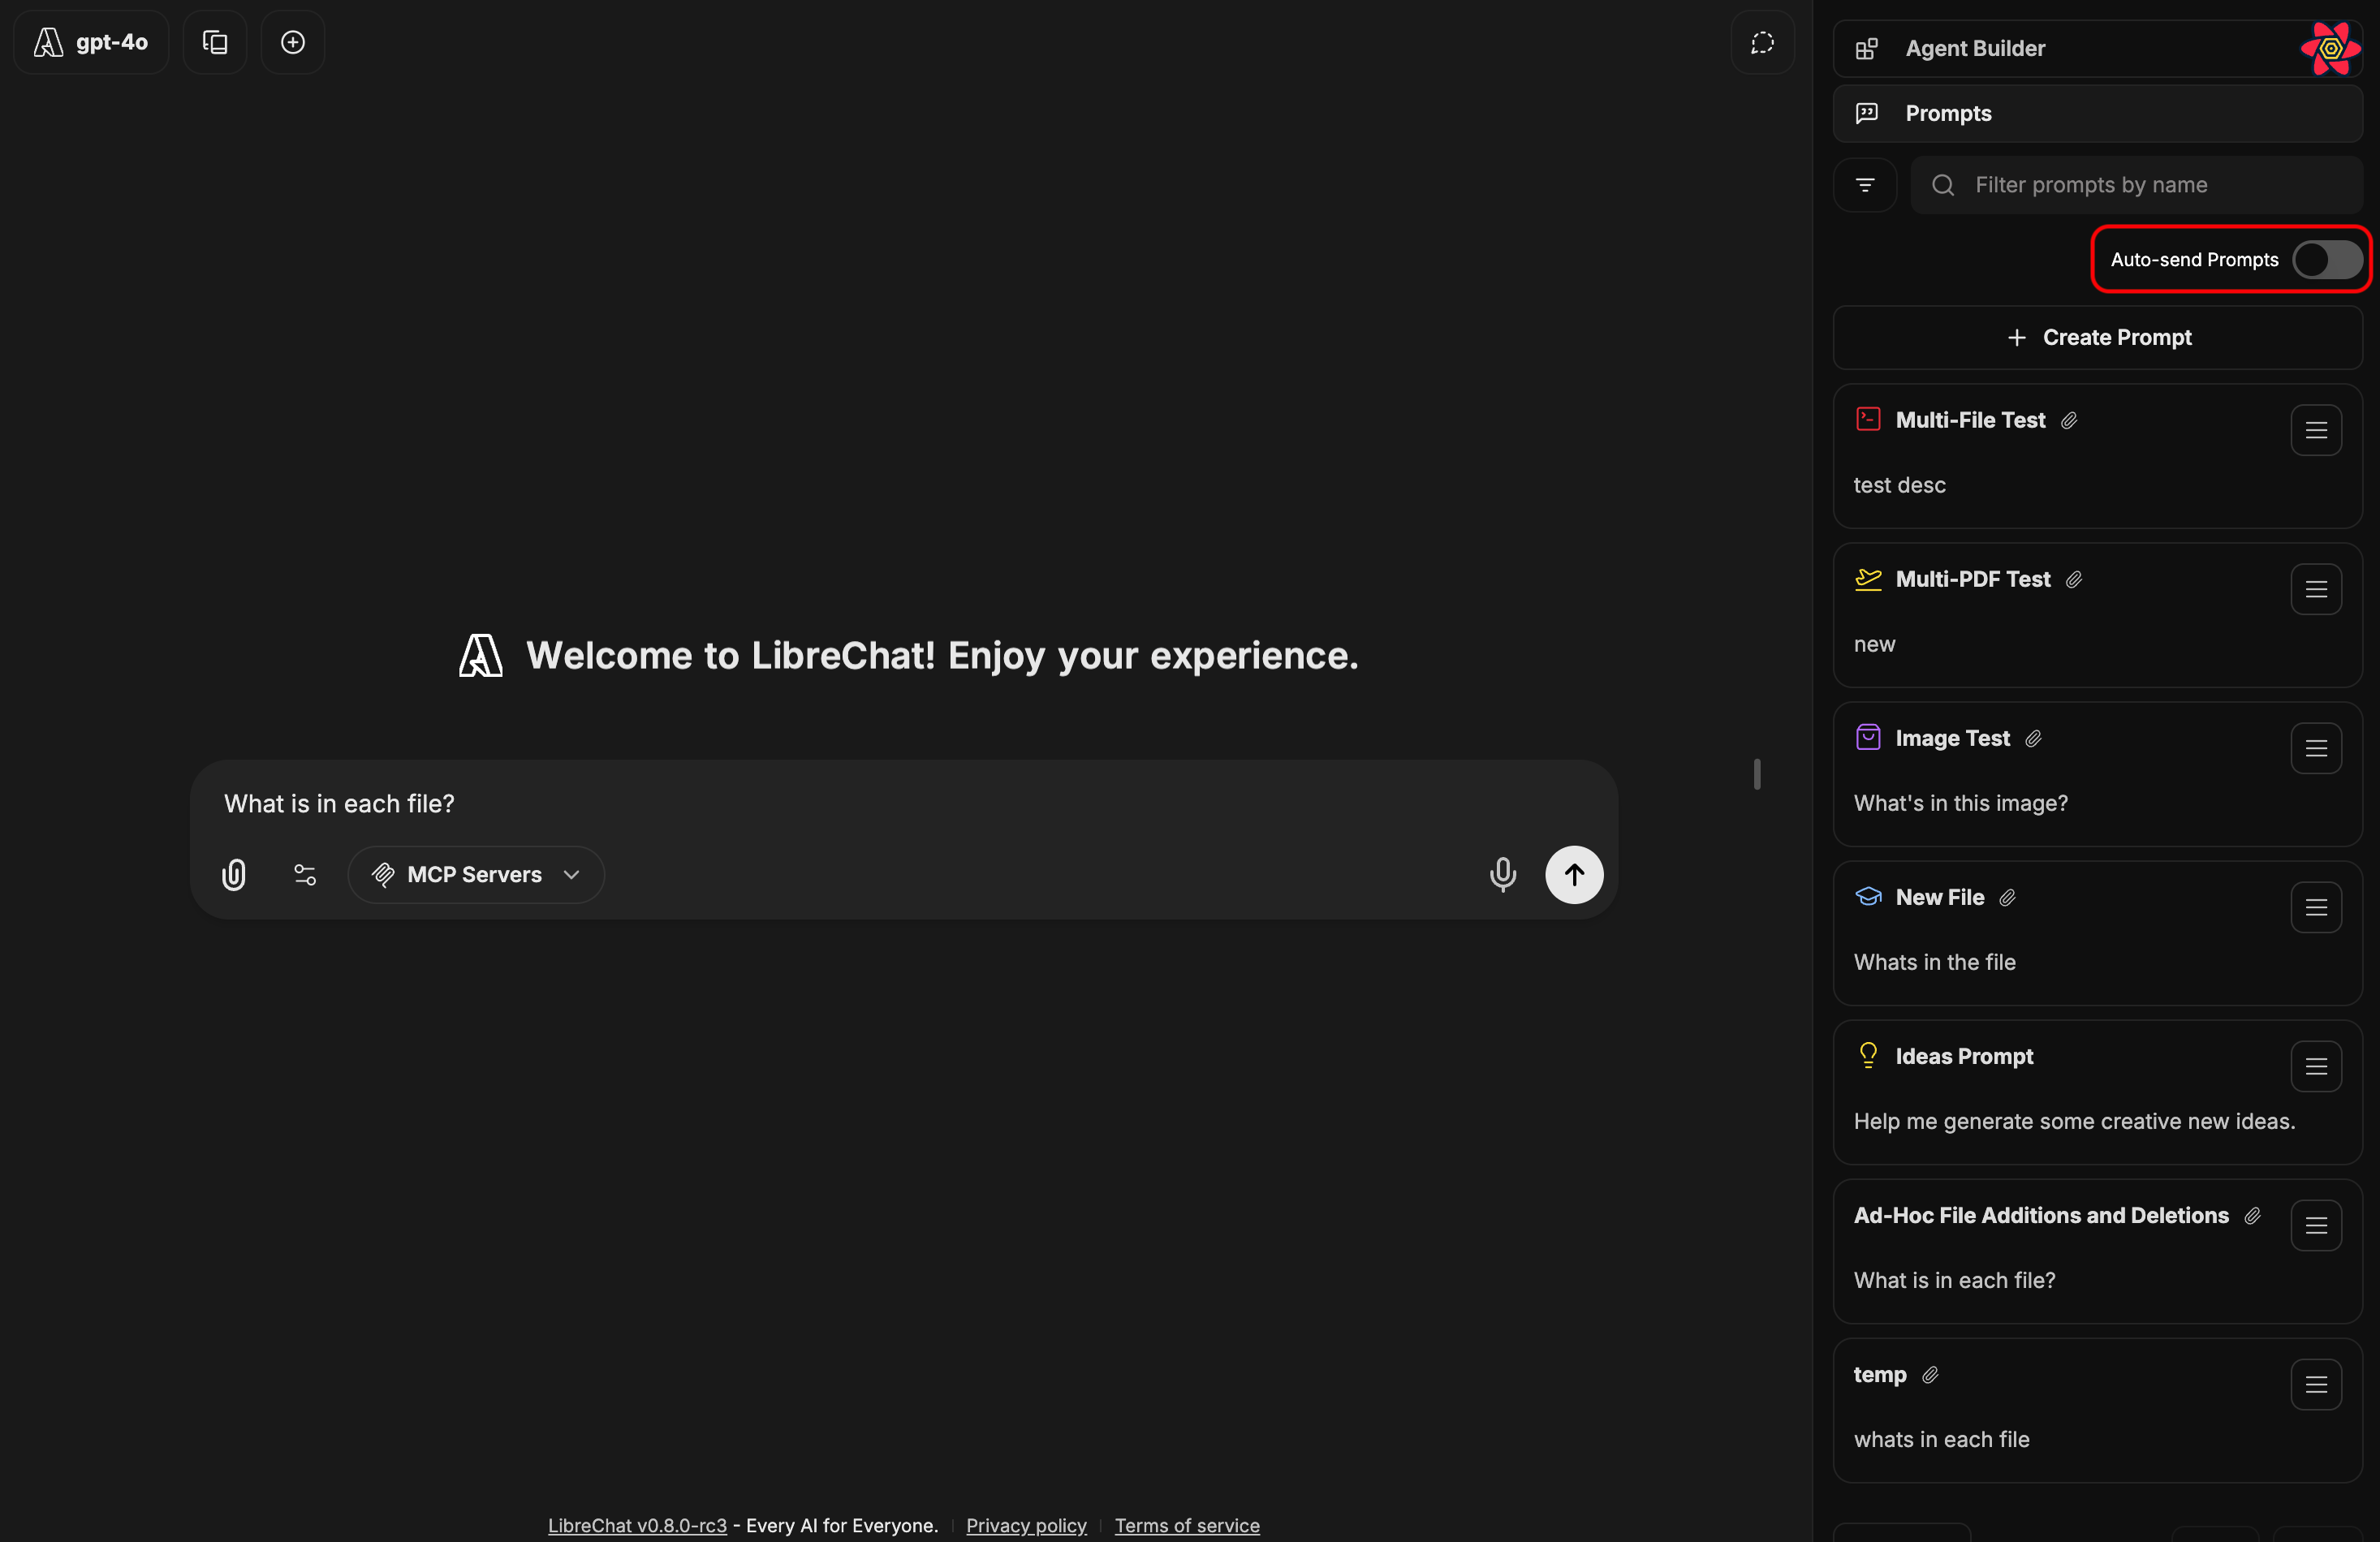 gpt-4o
Agent Builder
Prompts
Filter prompts by name
Auto-send Prompts
Create Prompt
Multi-File Test
test desc
Multi-PDF Test
new
Image Test
What's in this image?
New File
Whats in the file
Ideas Prompt
Help me generate some creative new ideas.
Ad-Hoc File Additions and Deletions
What is in each file?
temp
whats in each file
Welcome to LibreChat! Enjoy your experience.
What is in each file?
MCP Servers
LibreChat v0.8.0-rc3 - Every AI for Everyone. Privacy policy Terms of service